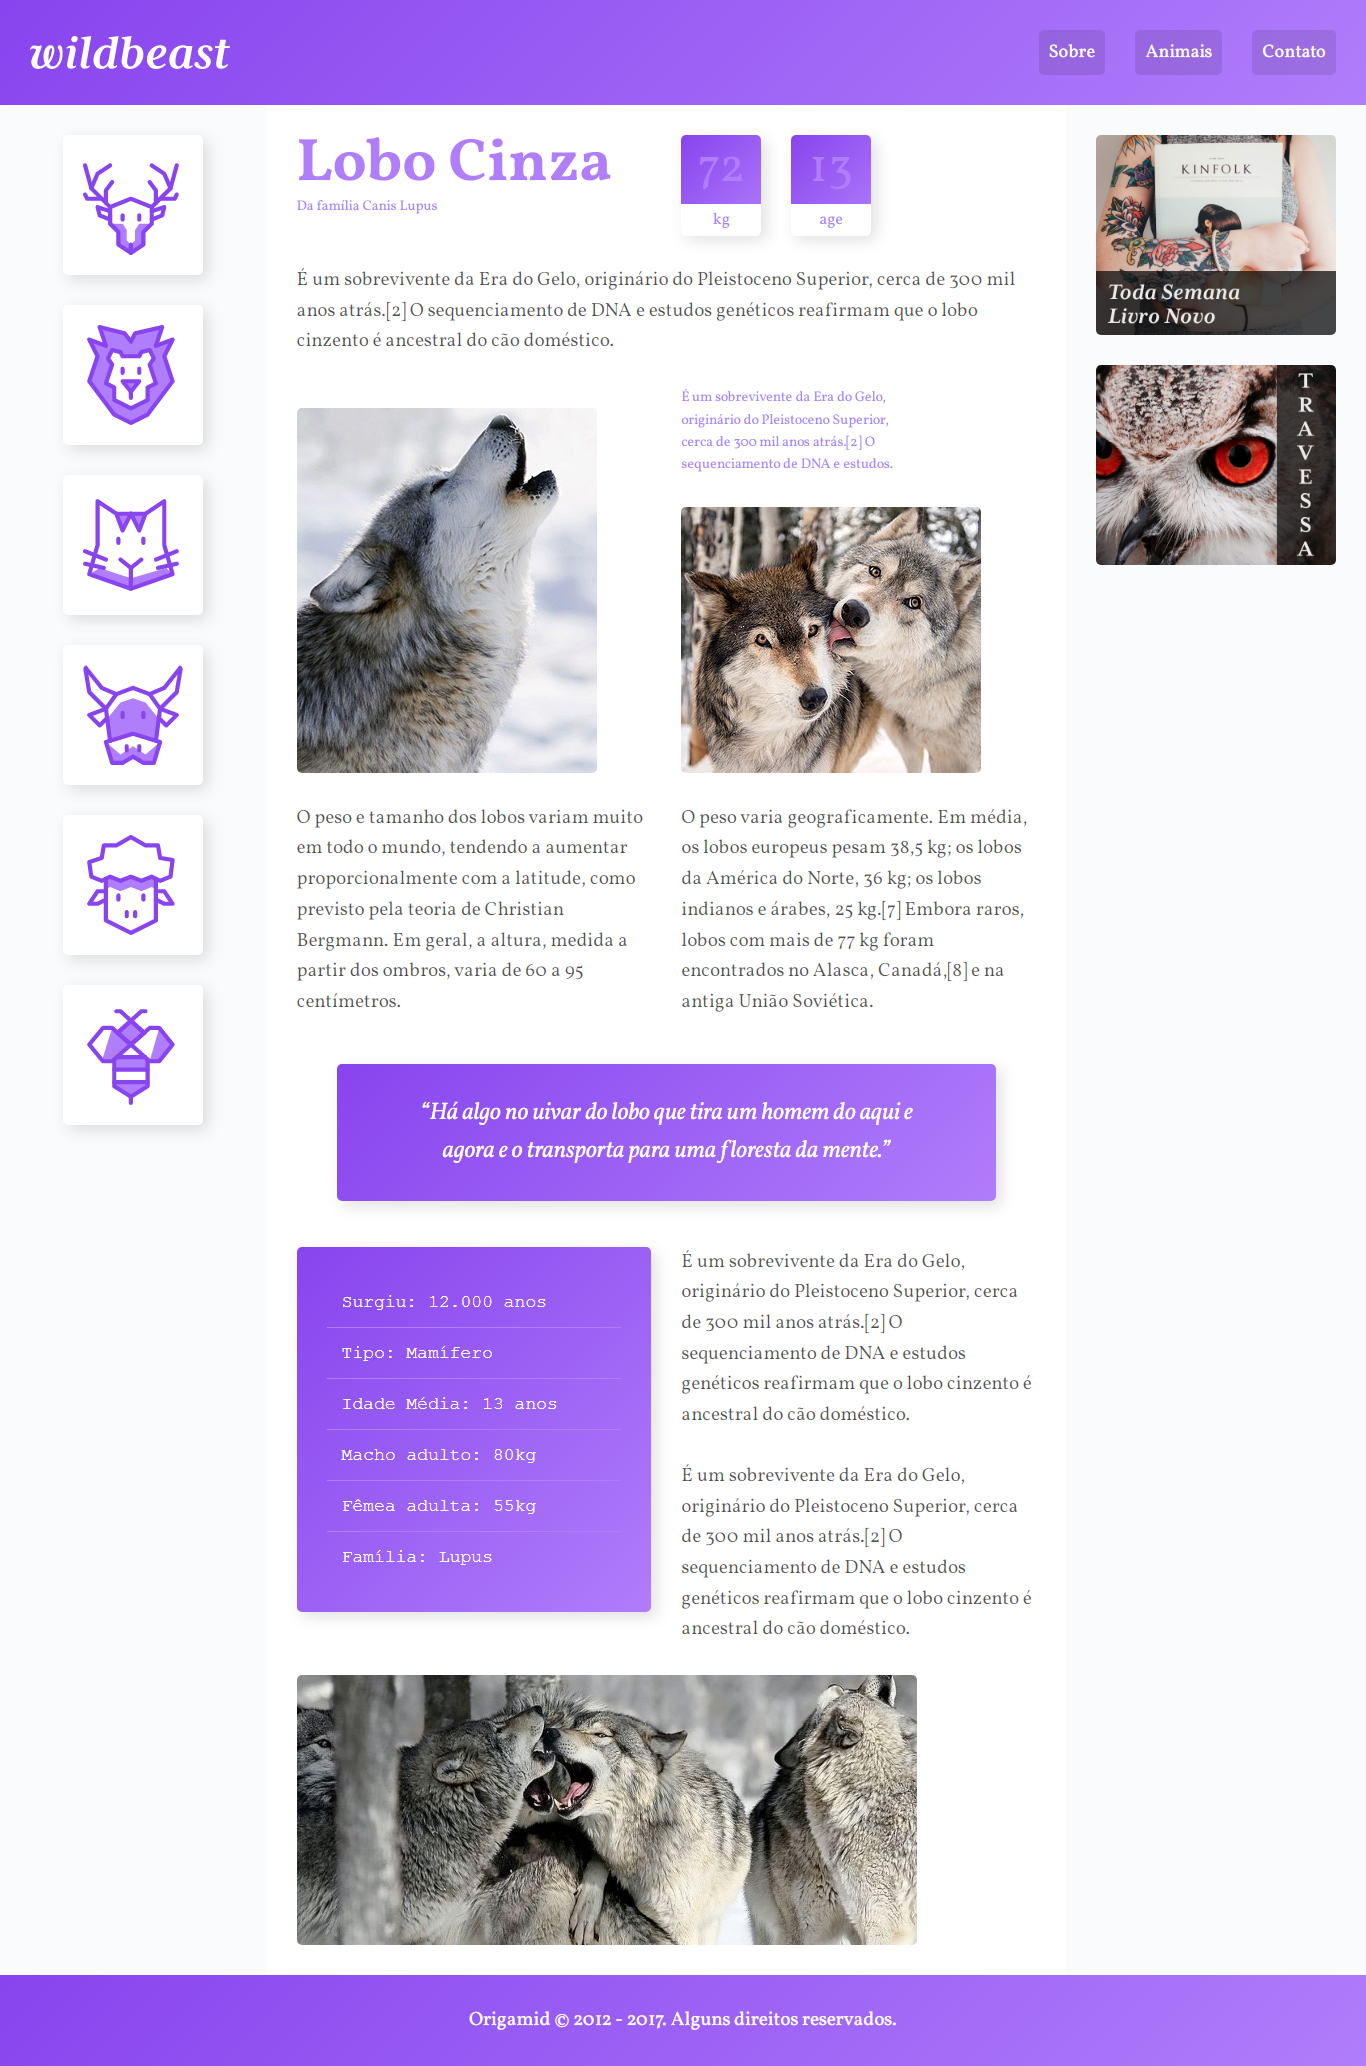 wildbeast
Sobre
Animais
Contato
Lobo Cinza
Da família Canis Lupus
72
kg
13
age
É um sobrevivente da Era do Gelo, originário do Pleistoceno Superior, cerca de 300 mil
anos atrás.[2] O sequenciamento de DNA e estudos genéticos reafirmam que o lobo
cinzento é ancestral do cão doméstico.
É um sobrevivente da Era do Gelo,
originário do Pleistoceno Superior,
cerca de 300 mil anos atrás.[2] O
sequenciamento de DNA e estudos.
O peso e tamanho dos lobos variam muito
em todo o mundo, tendendo a aumentar
proporcionalmente com a latitude, como
previsto pela teoria de Christian
Bergmann. Em geral, a altura, medida a
partir dos ombros, varia de 60 a 95
centímetros.
O peso varia geograficamente. Em média,
os lobos europeus pesam 38,5 kg; os lobos
da América do Norte, 36 kg; os lobos
indianos e árabes, 25 kg.[7] Embora raros,
lobos com mais de 77 kg foram
encontrados no Alasca, Canadá,[8] e na
antiga União Soviética.
“Há algo no uivar do lobo que tira um homem do aqui e
agora e o transporta para uma floresta da mente.”
Surgiu: 12.000 anos
Tipo: Mamífero
Idade Média: 13 anos
Macho adulto: 80kg
Fêmea adulta: 55kg
Família: Lupus
É um sobrevivente da Era do Gelo,
originário do Pleistoceno Superior, cerca
de 300 mil anos atrás.[2] O
sequenciamento de DNA e estudos
genéticos reafirmam que o lobo cinzento é
ancestral do cão doméstico.
É um sobrevivente da Era do Gelo,
originário do Pleistoceno Superior, cerca
de 300 mil anos atrás.[2] O
sequenciamento de DNA e estudos
genéticos reafirmam que o lobo cinzento é
ancestral do cão doméstico.
KINFOLK
Toda Semana
Livro Novo
TRAVESSA
Origamid © 2012 - 2017. Alguns direitos reservados.